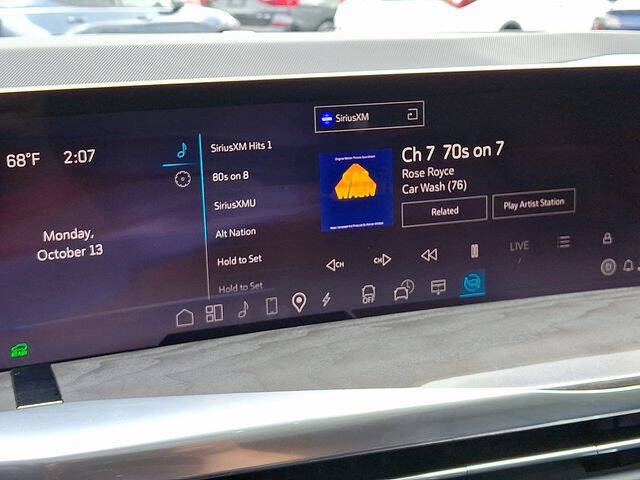 SiriusXM
68°F 2:07
Monday,
October 13
SiriusXM Hits 1
80s on 8
SiriusXMU
Alt Nation
Hold to Set
Hold to Set
Ch 7 70s on 7
Rose Royce
Car Wash (76)
Related
Play Artist Station
CH
CH
LIVE
OFF
D